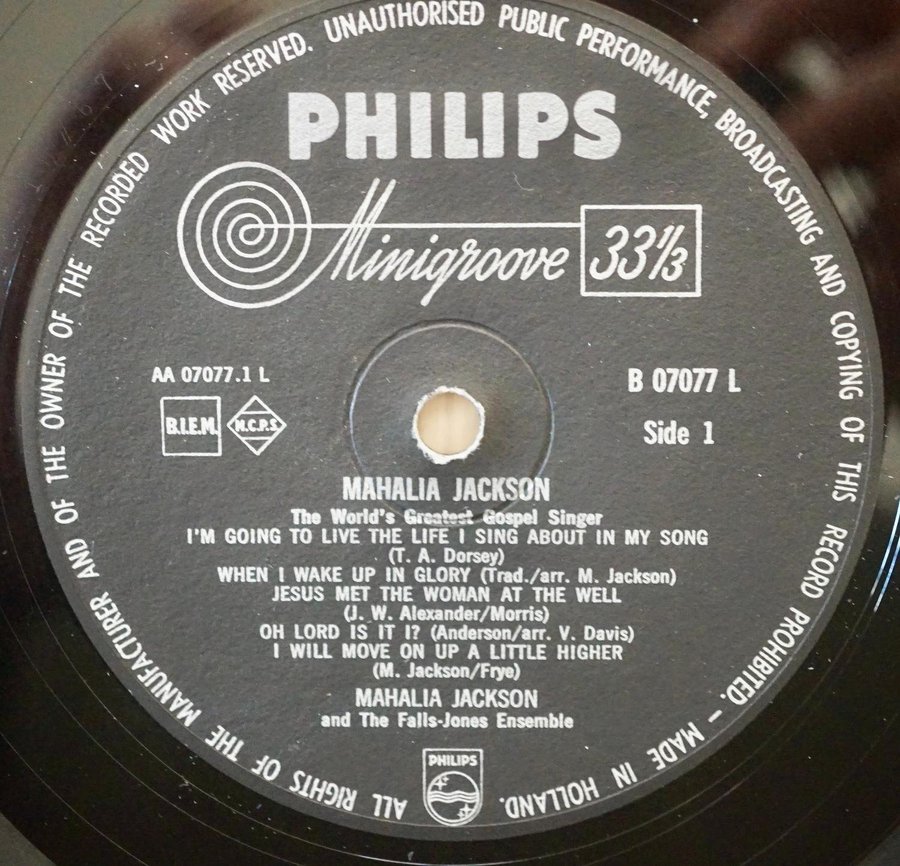 ALL RIGHTS OF THE MANUFACTURER AND OF THE OWNER OF THE RECORDED WORK RESERVED. UNAUTHORISED PUBLIC PERFORMANCE, BROADCASTING AND COPYING OF THIS RECORD PROHIBITED. – MADE IN HOLLAND.
PHILIPS
Minigroove 33⅓
AA 07077.1 L
B 07077 L
B.I.E.M. N.C.P.S.
Side 1
MAHALIA JACKSON
The World's Greatest Gospel Singer
I'M GOING TO LIVE THE LIFE I SING ABOUT IN MY SONG
(T. A. Dorsey)
WHEN I WAKE UP IN GLORY (Trad./arr. M. Jackson)
JESUS MET THE WOMAN AT THE WELL
(J. W. Alexander/Morris)
OH LORD IS IT I? (Anderson/arr. V. Davis)
I WILL MOVE ON UP A LITTLE HIGHER
(M. Jackson/Frye)
MAHALIA JACKSON
and The Falls-Jones Ensemble
PHILIPS